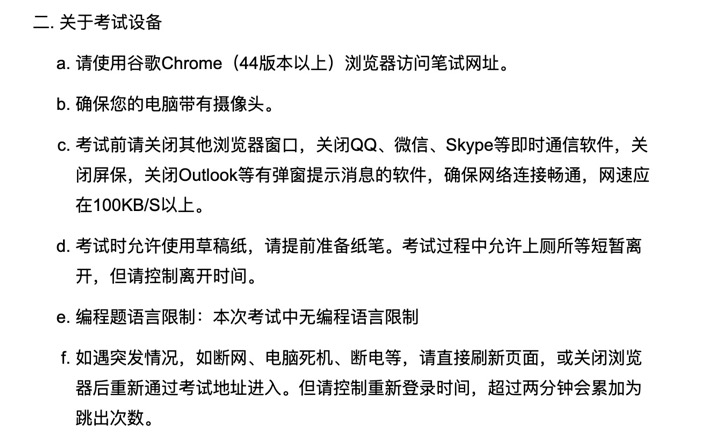 二. 关于考试设备
a. 请使用谷歌Chrome（44版本以上）浏览器访问笔试网址。
b. 确保您的电脑带有摄像头。
c. 考试前请关闭其他浏览器窗口，关闭QQ、微信、Skype等即时通信软件，关
闭屏保，关闭Outlook等有弹窗提示消息的软件，确保网络连接畅通，网速应
在100KB/S以上。
d. 考试时允许使用草稿纸，请提前准备纸笔。考试过程中允许上厕所等短暂离
开，但请控制离开时间。
e. 编程题语言限制：本次考试中无编程语言限制
f. 如遇突发情况，如断网、电脑死机、断电等，请直接刷新页面，或关闭浏览
器后重新通过考试地址进入。但请控制重新登录时间，超过两分钟会累加为
跳出次数。